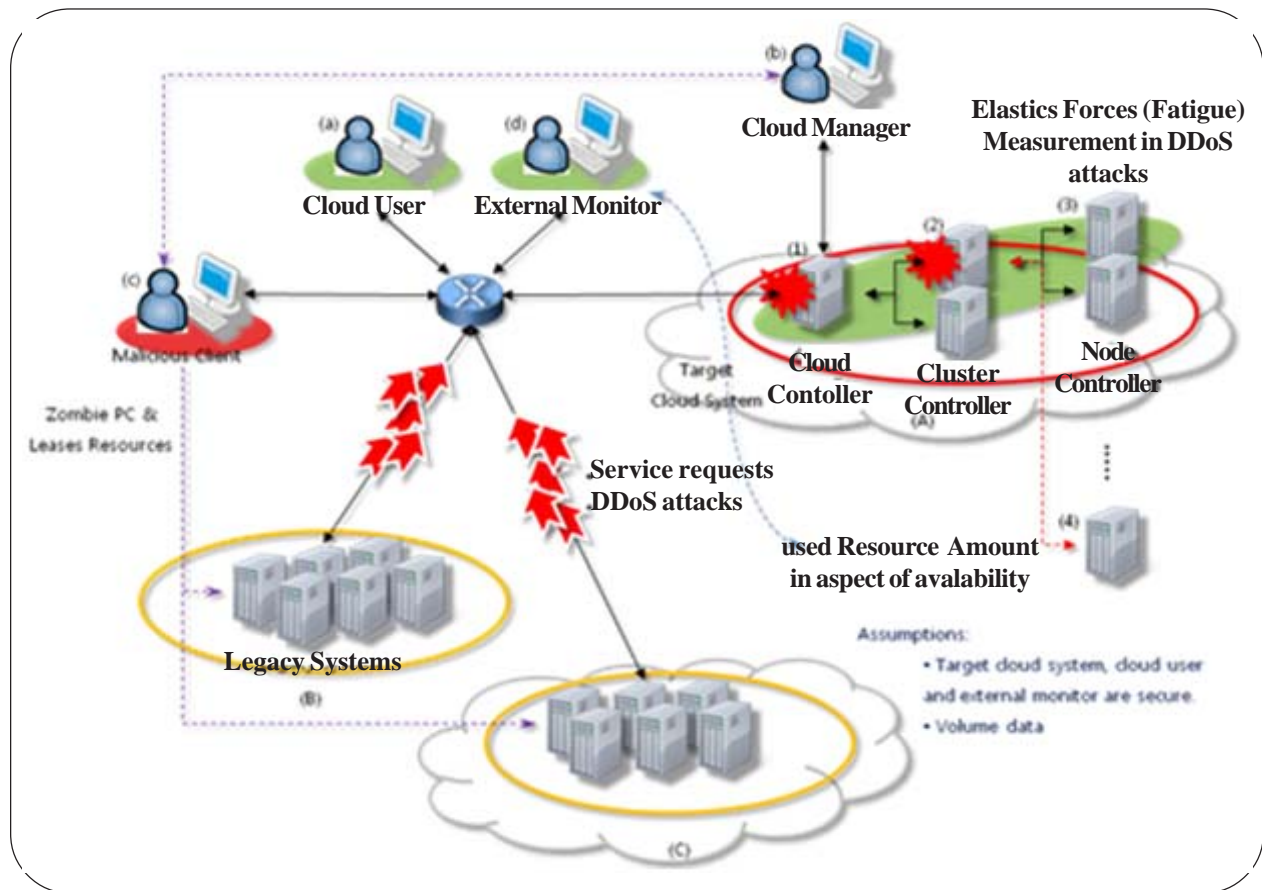 (b)
Cloud Manager
(a)
Cloud User
(d)
External Monitor
Elastics Forces (Fatigue)
Measurement in DDoS
attacks
(3)
(2)
(1)
(c)
Malicious Client
Zombie PC &
Leases Resources
Target
Cloud System
Cloud
Contoller
Cluster
Controller
Node
Controller
(A)
Service requests
DDoS attacks
used Resource Amount
in aspect of avalability
(4)
Legacy Systems
(B)
Assumptions:
• Target cloud system, cloud user
and external monitor are secure.
• Volume data
(C)